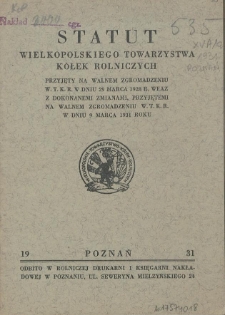 Nakład
535
STATUT
WIELKOPOLSKIEGO TOWARZYSTWA
KÓŁEK ROLNICZYCH
PRZYJĘTY NA WALNEM ZGROMADZENIU
W. T. K. R. W DNIU 28 MARCA 1928 R. WRAZ
Z DOKONANEMI ZMIANAMI, PRZYJĘTEMI
NA WALNEM ZGROMADZENIU W. T. K. R.
W DNIU 9 MARCA 1931 ROKU
19 POZNAŃ 31
ODBITO W ROLNICZEJ DRUKARNI I KSIĘGARNI NAKŁA-
DOWEJ W POZNANIU, UL. SEWERYNA MIELŻYŃSKIEGO 24